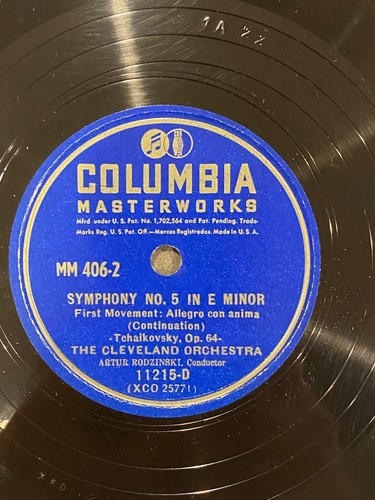 1A 22
COLUMBIA
MASTERWORKS
Mfrd under U.S. Pat. No. 1,702,564 and Pat. Pending. Trade-
Marks Reg. U.S. Pat. Off.—Marcas Registradas. Made in U.S.A.
MM 406-2
SYMPHONY NO. 5 IN E MINOR
First Movement: Allegro con anima
(Continuation)
-Tchaikovsky, Op. 64-
THE CLEVELAND ORCHESTRA
ARTUR RODZINSKI, Conductor
11215-D
(XCO 25771)